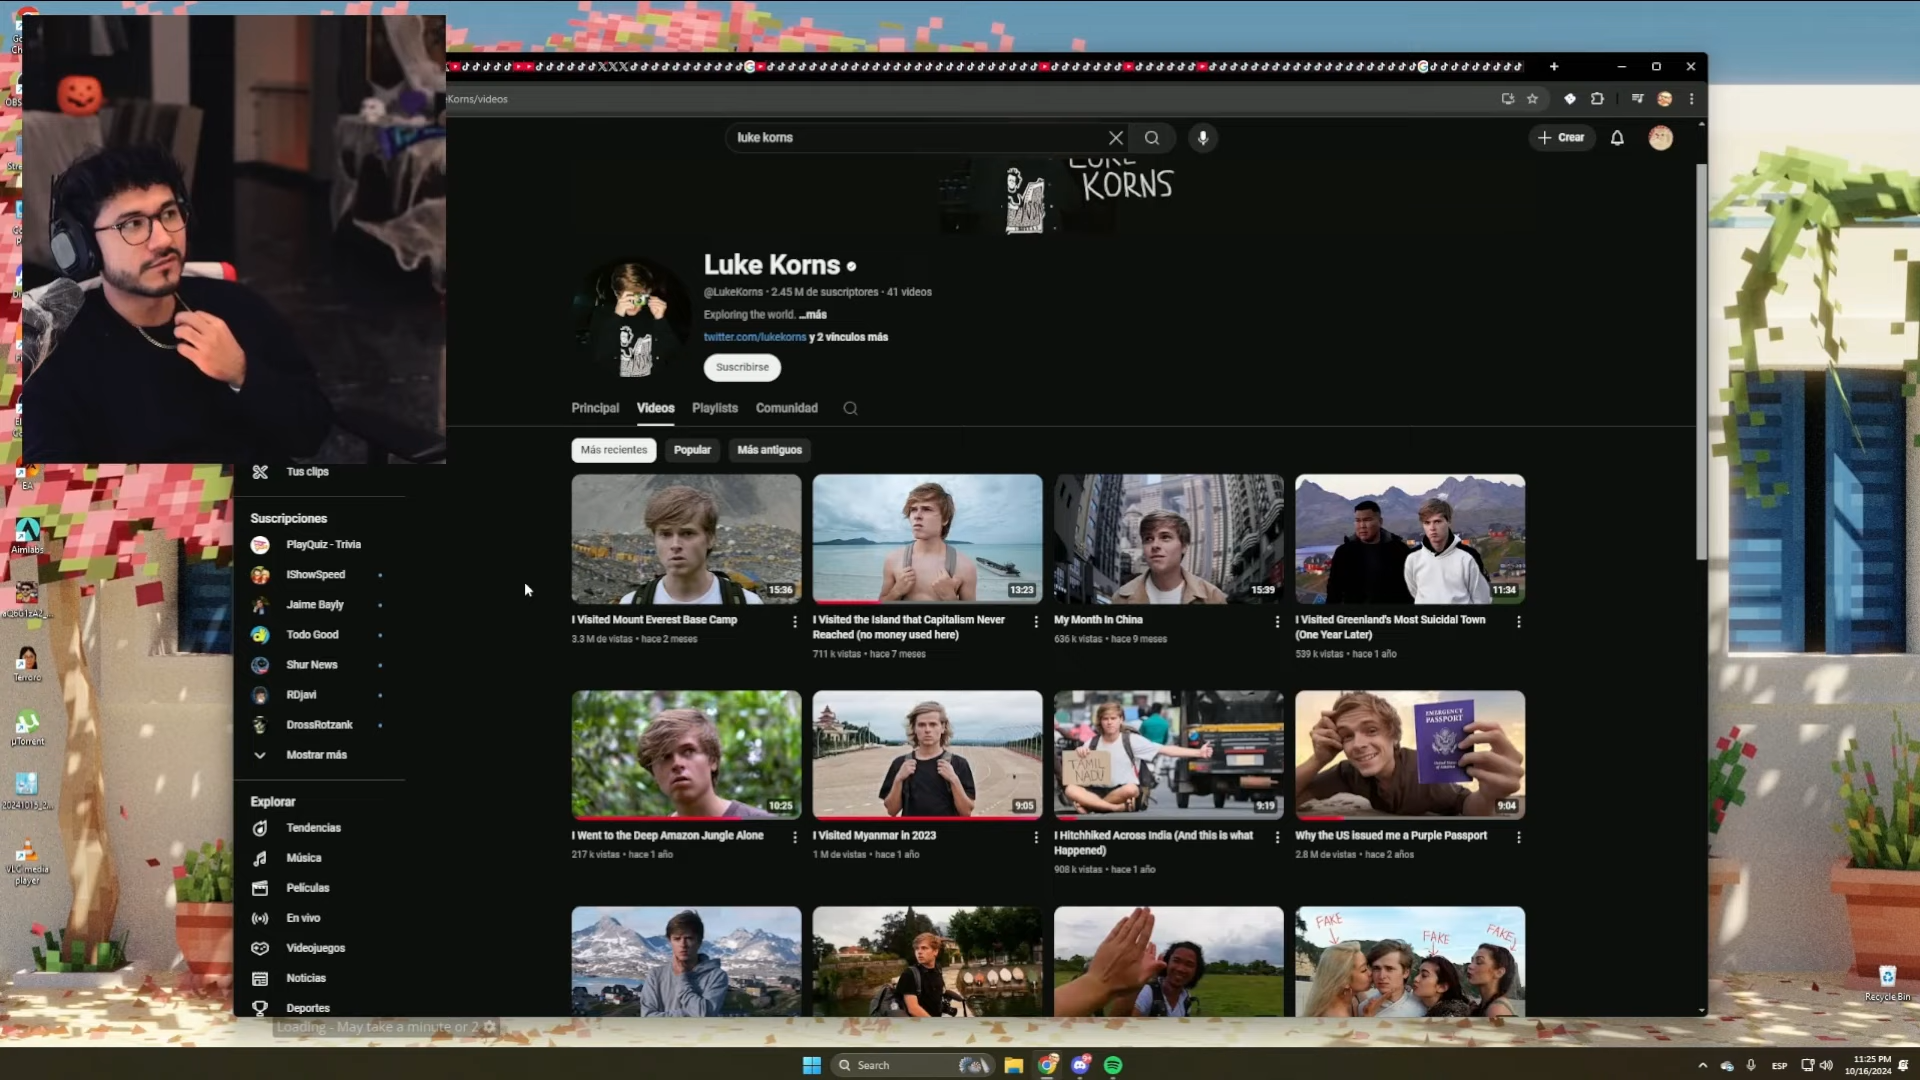 Korns/videos
luke korns
Crear
KORNS
Luke Korns
@LukeKorns • 2.45 M de suscriptores • 41 videos
Exploring the world. ...más
twitter.com/lukekorns y 2 vínculos más
Suscribirse
Principal
Videos
Playlists
Comunidad
Más recientes
Popular
Más antiguos
Tus clips
Suscripciones
PlayQuiz - Trivia
IShowSpeed
Jaime Bayly
Todo Good
Shur News
RDjavi
DrossRotzank
Mostrar más
Explorar
Tendencias
Música
Películas
En vivo
Videojuegos
Noticias
Deportes
15:36
I Visited Mount Everest Base Camp
3.3 M de vistas • hace 2 meses
13:23
I Visited the Island that Capitalism Never
Reached (no money used here)
711 k vistas • hace 7 meses
15:39
My Month In China
636 k vistas • hace 9 meses
11:34
I Visited Greenland's Most Suicidal Town
(One Year Later)
539 k vistas • hace 1 año
10:25
I Went to the Deep Amazon Jungle Alone
217 k vistas • hace 1 año
9:05
I Visited Myanmar in 2023
1 M de vistas • hace 1 año
TAMIL
NADU
9:19
I Hitchhiked Across India (And this is what
Happened)
908 k vistas • hace 1 año
EMERGENCY
PASSPORT
9:04
Why the US issued me a Purple Passport
2.8 M de vistas • hace 2 años
FAKE
FAKE
FAKE
EA
Aimlabs
Terroro
µTorrent
VLC media
player
Recycle Bin
Loading - May take a minute or 2
Search
ESP
11:25 PM
10/16/2024